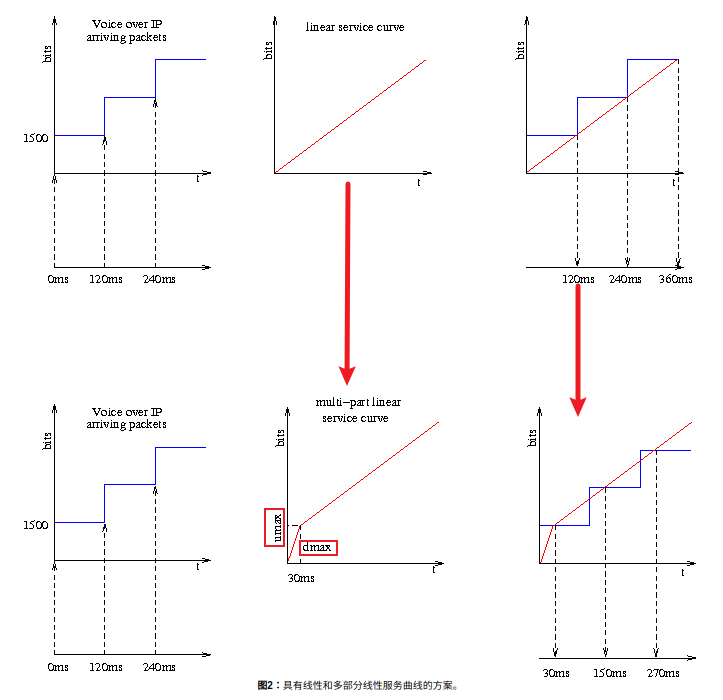 Voice over IP
arriving packets
bits
1500
t
0ms
120ms
240ms
linear service curve
bits
t
bits
t
120ms
240ms
360ms
Voice over IP
arriving packets
bits
1500
t
0ms
120ms
240ms
multi-part linear
service curve
bits
umax
dmax
30ms
t
bits
t
30ms
150ms
270ms
图2：具有线性和多部分线性服务曲线的方案。